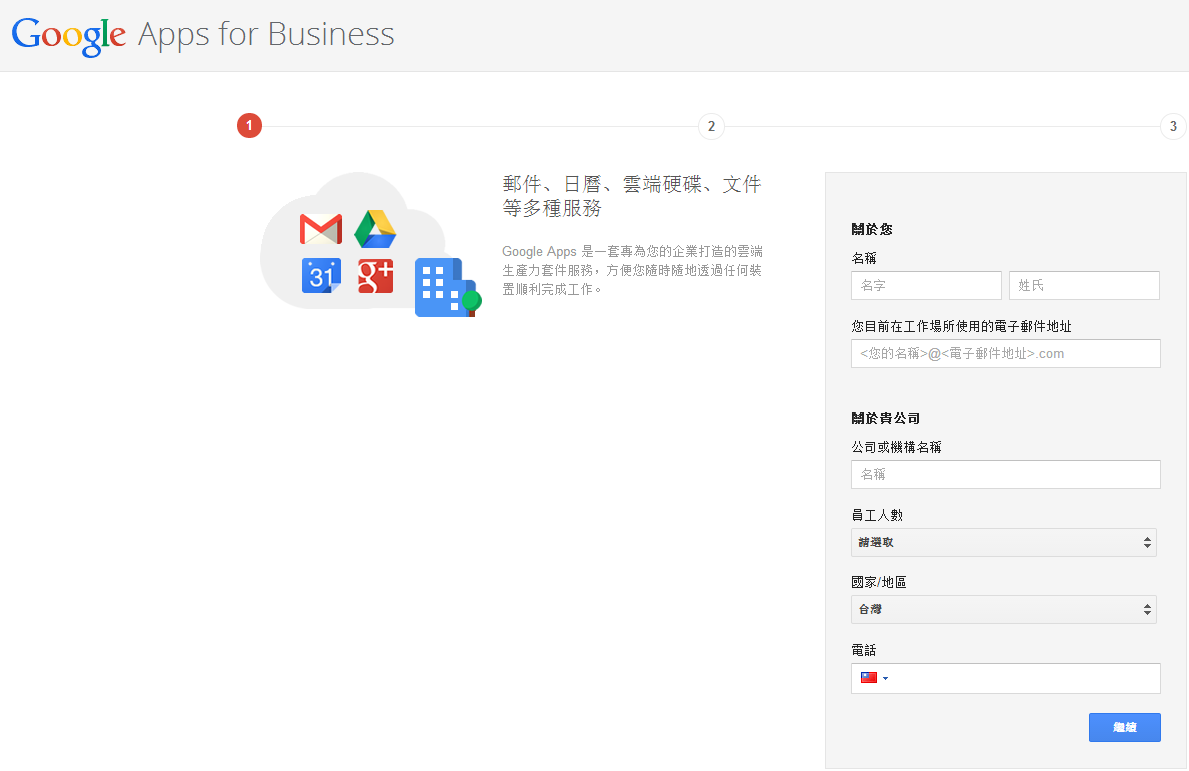 Google Apps for Business
1
2
3
郵件、日曆、雲端硬碟、文件
等多種服務
Google Apps 是一套專為您的企業打造的雲端
生產力套件服務，方便您隨時隨地透過任何裝
置順利完成工作。
31
g+
關於您
名稱
名字
姓氏
您目前在工作場所使用的電子郵件地址
<您的名稱>@<電子郵件地址>.com
關於貴公司
公司或機構名稱
名稱
員工人數
請選取
國家/地區
台灣
電話
繼續